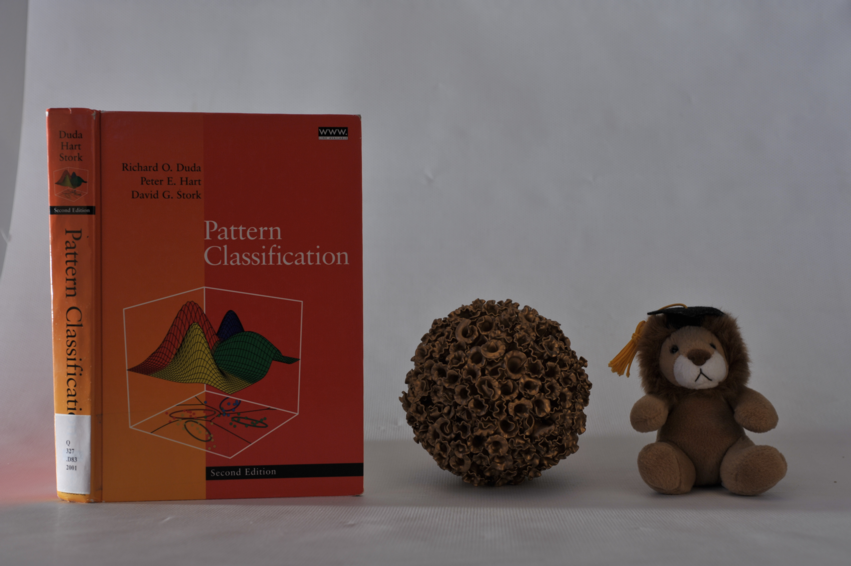 Duda
Hart
Stork
Second Edition
Pattern Classificati
Q
327
.D83
2001
www.
Richard O. Duda
Peter E. Hart
David G. Stork
Pattern
Classification
Second Edition